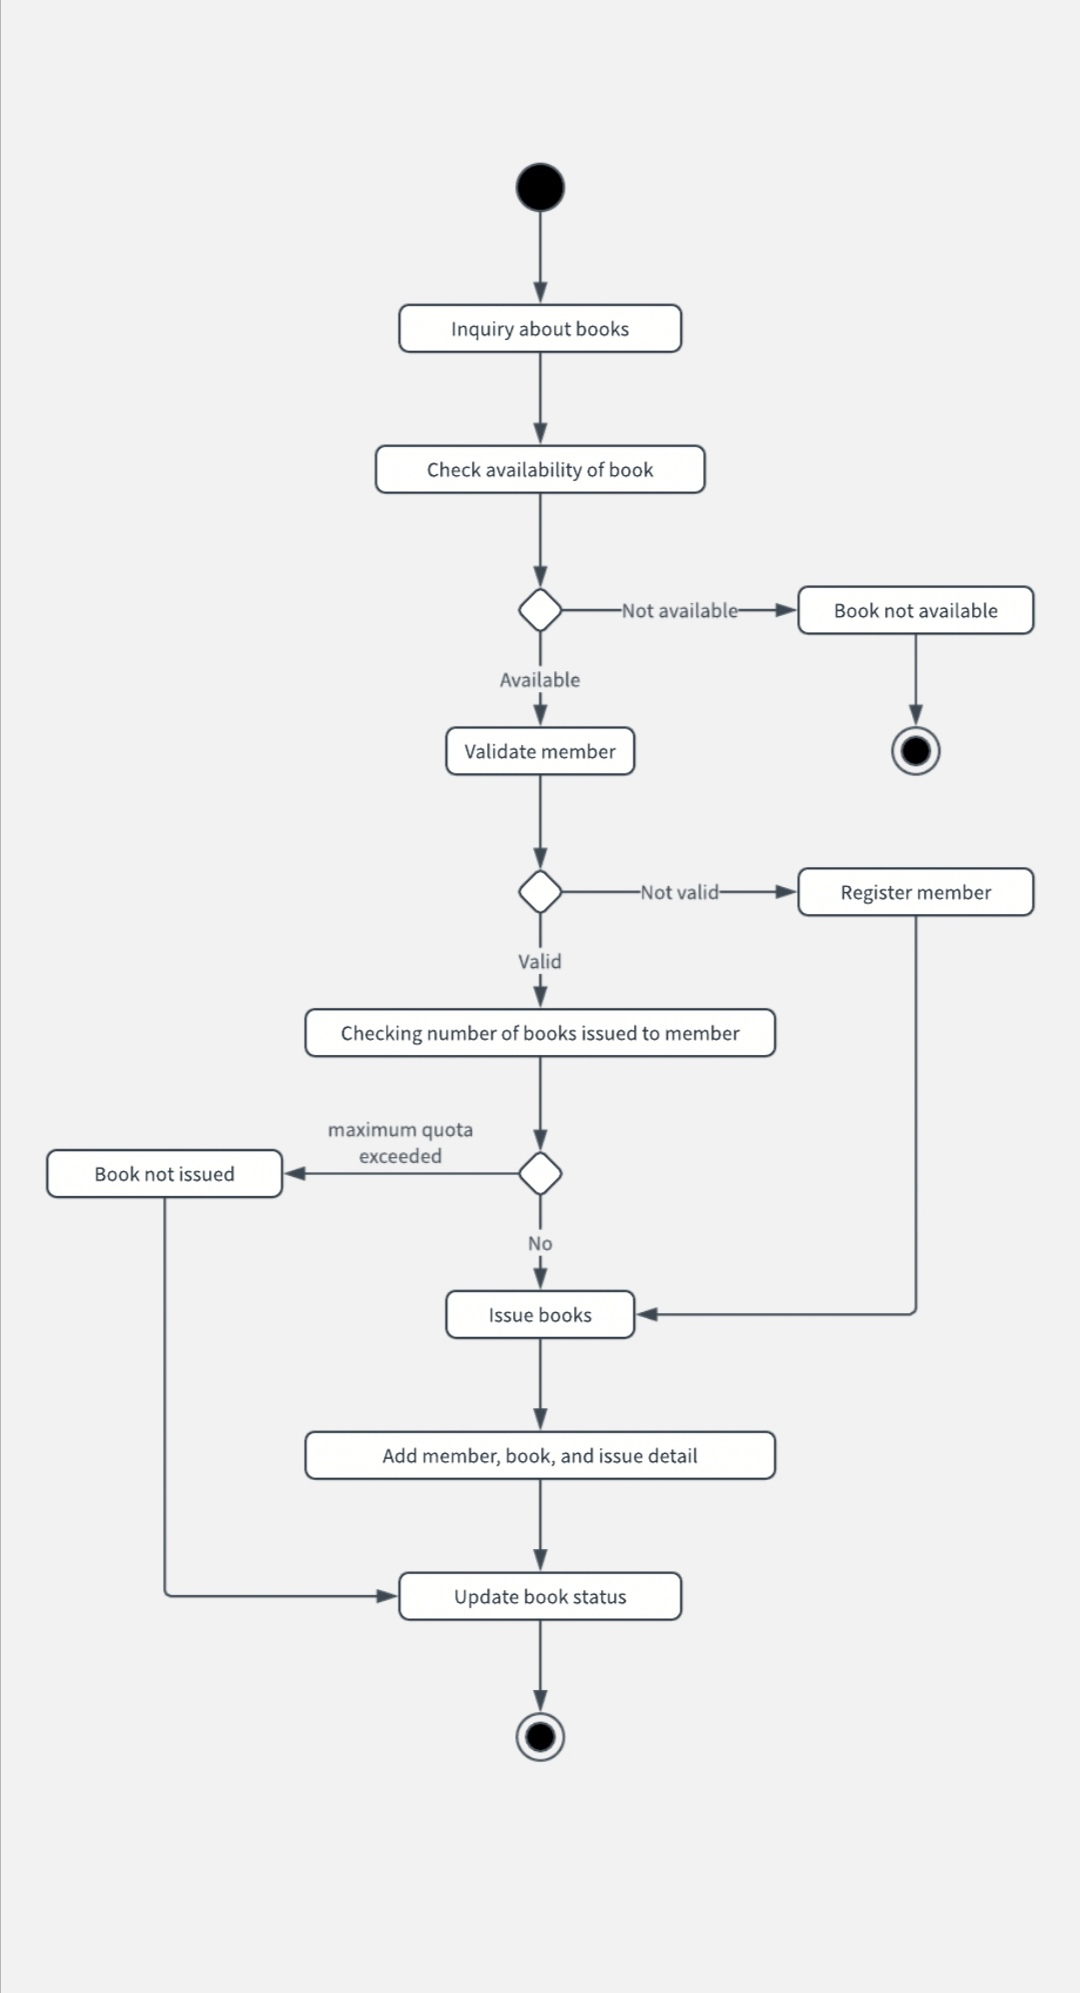 Inquiry about books
Check availability of book
Not available
Book not available
Available
Validate member
Not valid
Register member
Valid
Checking number of books issued to member
maximum quota
exceeded
Book not issued
No
Issue books
Add member, book, and issue detail
Update book status